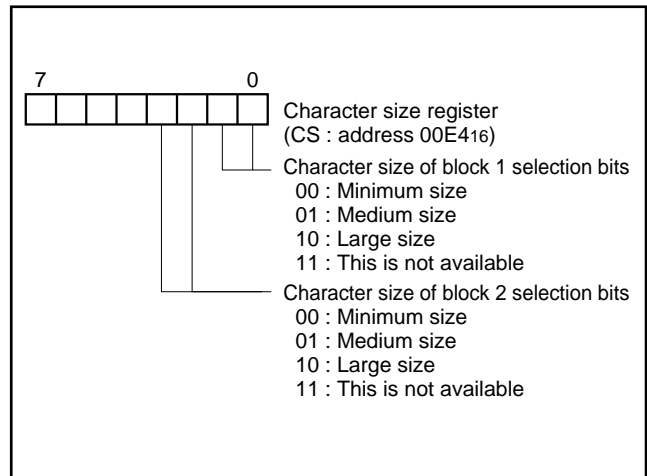 7 0
Character size register
(CS : address 00E416)
Character size of block 1 selection bits
00 : Minimum size
01 : Medium size
10 : Large size
11 : This is not available
Character size of block 2 selection bits
00 : Minimum size
01 : Medium size
10 : Large size
11 : This is not available